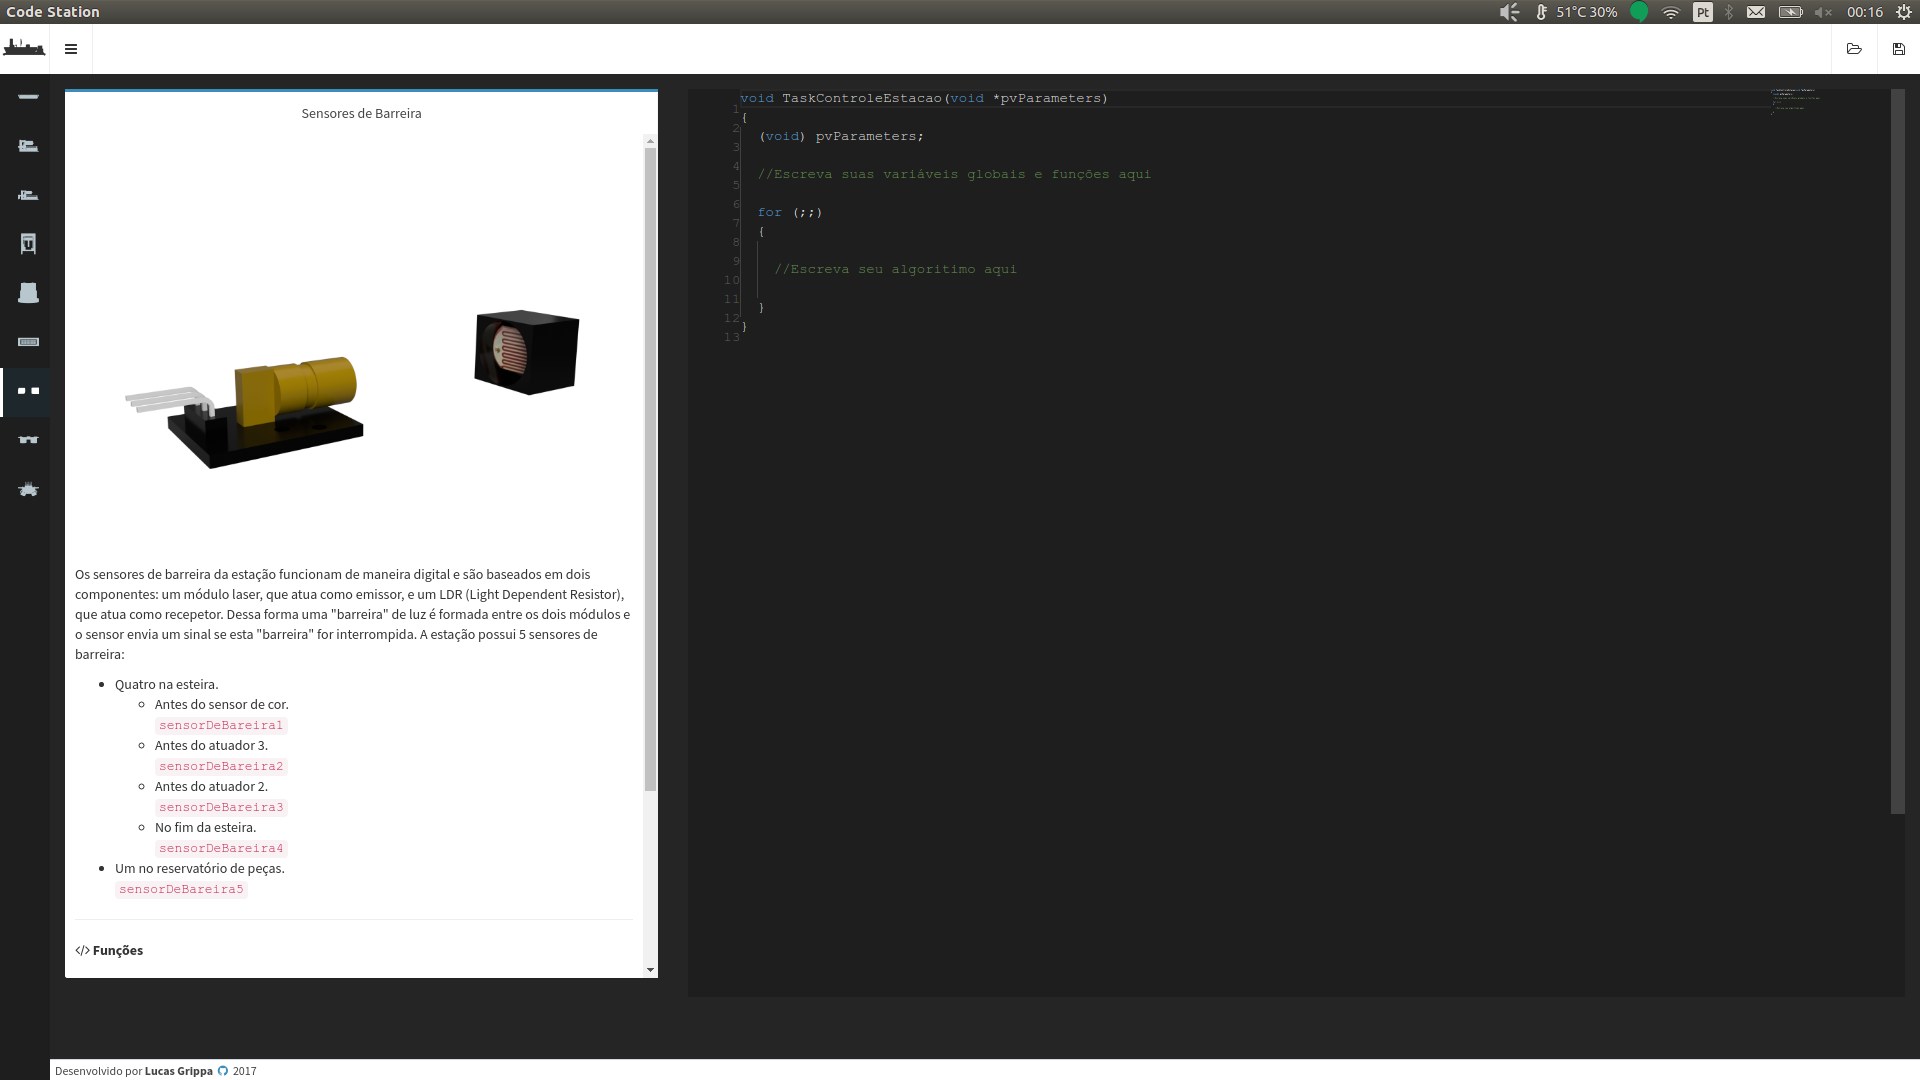 Code Station
51°C 30%
Pt
00:16
Sensores de Barreira
Os sensores de barreira da estação funcionam de maneira digital e são baseados em dois
componentes: um módulo laser, que atua como emissor, e um LDR (Light Dependent Resistor),
que atua como recepetor. Dessa forma uma "barreira" de luz é formada entre os dois módulos e
o sensor envia um sinal se esta "barreira" for interrompida. A estação possui 5 sensores de
barreira:
Quatro na esteira.
Antes do sensor de cor.
sensorDeBareira1
Antes do atuador 3.
sensorDeBareira2
Antes do atuador 2.
sensorDeBareira3
No fim da esteira.
sensorDeBareira4
Um no reservatório de peças.
sensorDeBareira5
</> Funções
1 void TaskControleEstacao(void *pvParameters)
2 {
3 (void) pvParameters;
4
5 //Escreva suas variáveis globais e funções aqui
6
7 for (;;)
8 {
9
10 //Escreva seu algoritimo aqui
11
12 }
13 }
Desenvolvido por Lucas Grippa 2017